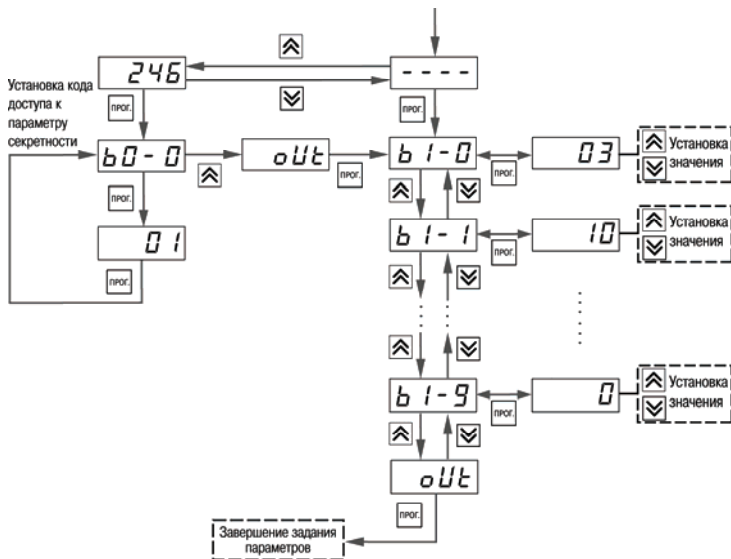 246
- - - -
Установка кода
доступа к
параметру
секретности
ПРОГ.
ПРОГ.
b0-0
oUt
b1-0
03
Установка
значения
ПРОГ.
ПРОГ.
ПРОГ.
01
b1-1
10
Установка
значения
ПРОГ.
ПРОГ.
b1-9
0
Установка
значения
ПРОГ.
oUt
ПРОГ.
Завершение задания
параметров